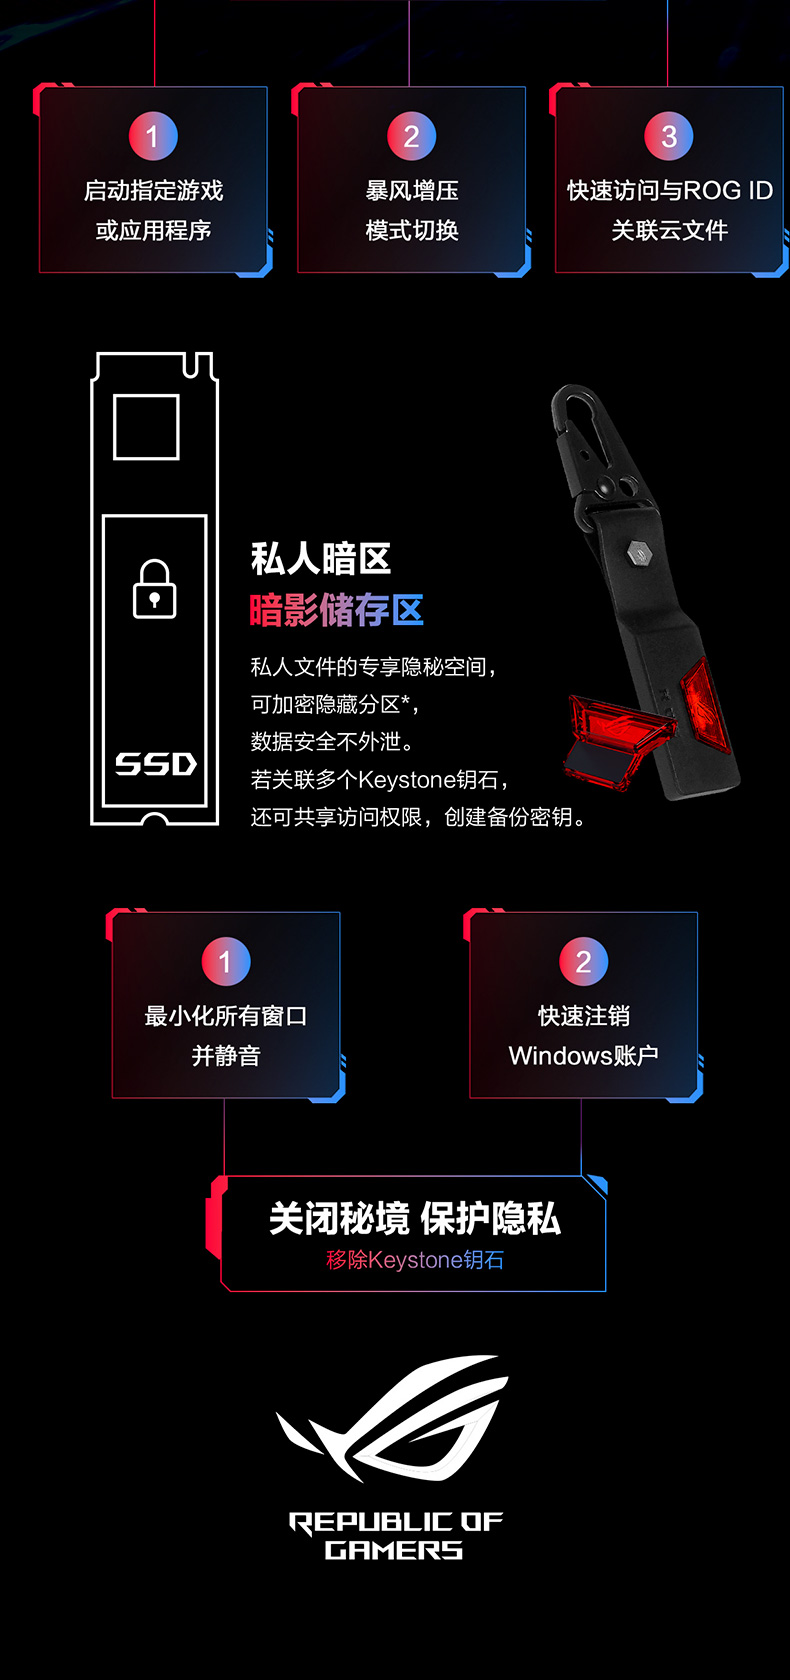 1
启动指定游戏
或应用程序
2
暴风增压
模式切换
3
快速访问与ROG ID
关联云文件
私人暗区
暗影储存区
私人文件的专享隐秘空间，
可加密隐藏分区*，
数据安全不外泄。
若关联多个Keystone钥石，
还可共享访问权限，创建备份密钥。
SSD
1
最小化所有窗口
并静音
2
快速注销
Windows账户
关闭秘境 保护隐私
移除Keystone钥石
REPUBLIC OF
GAMERS